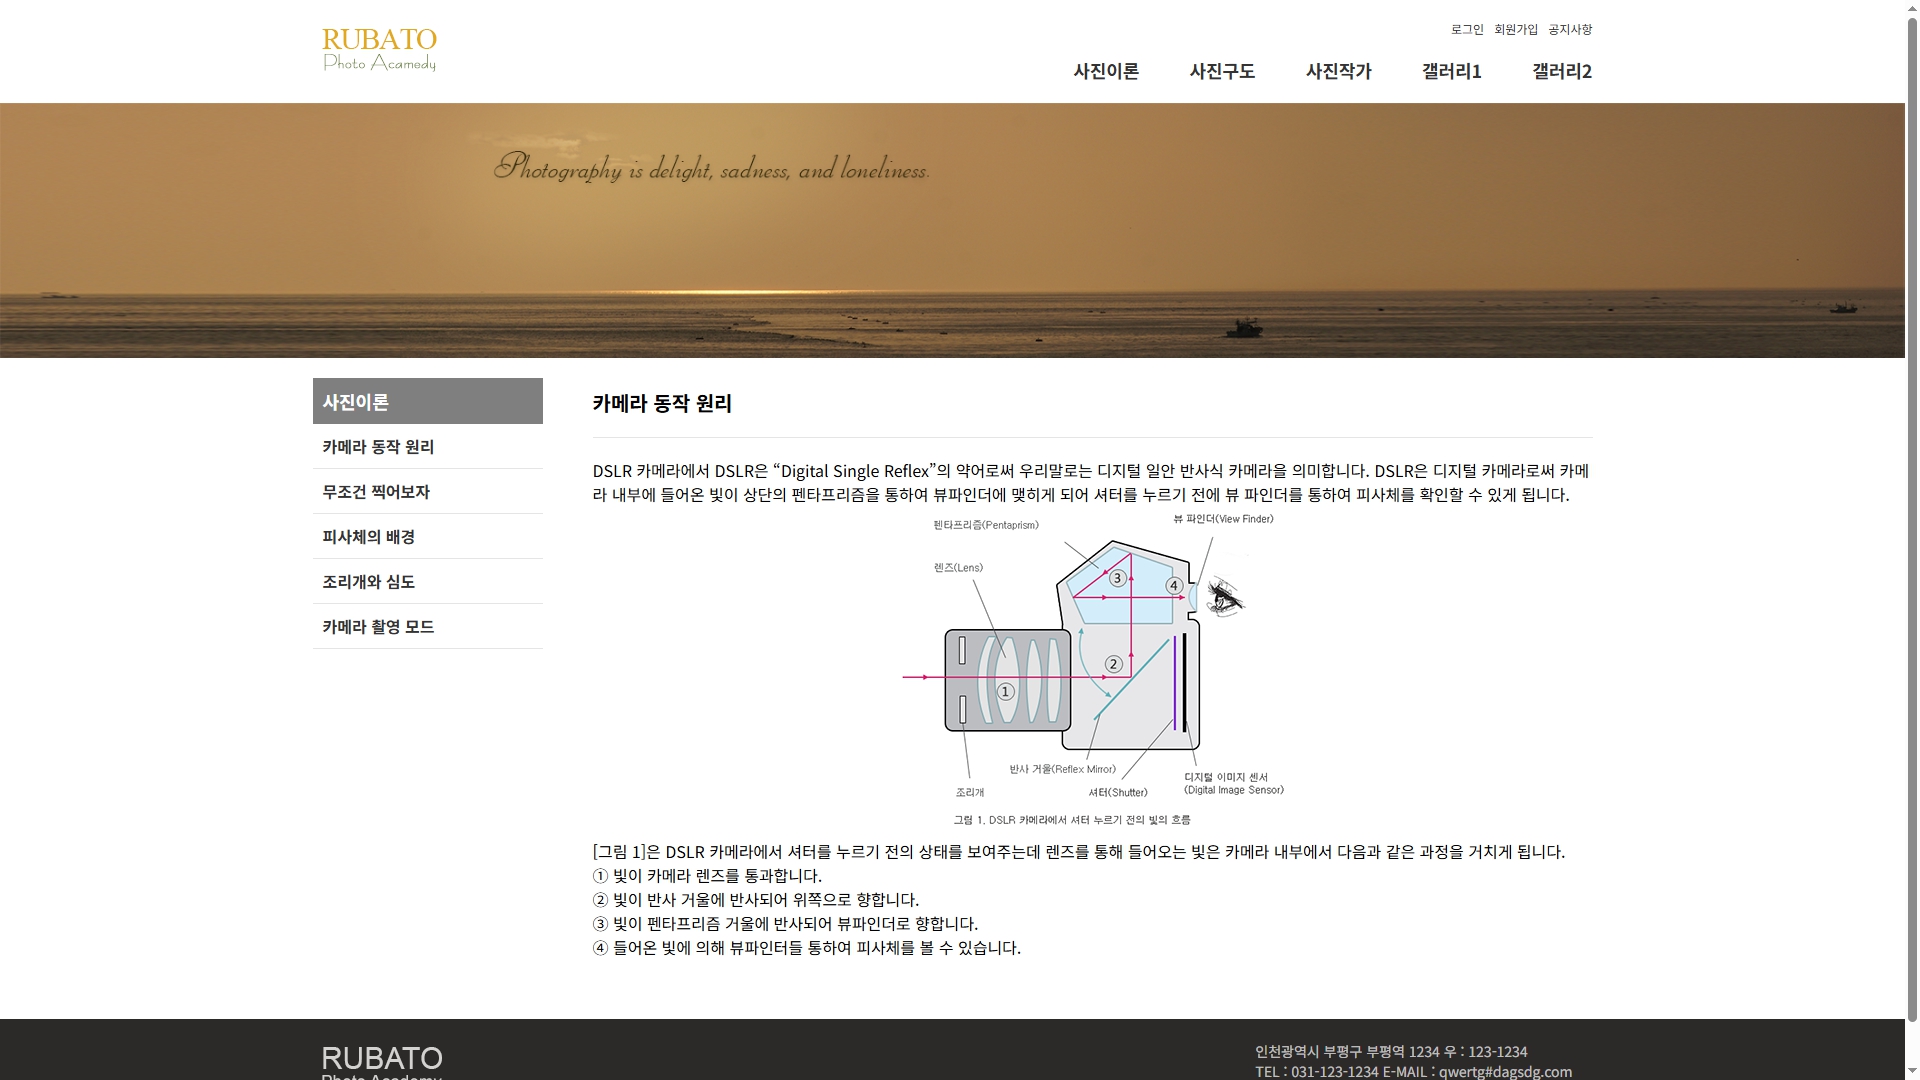 RUBATO
Photo Acamedy
로그인 회원가입 공지사항
사진이론 사진구도 사진작가 갤러리1 갤러리2
Photography is delight, sadness, and loneliness.
사진이론
카메라 동작 원리
무조건 찍어보자
피사체의 배경
조리개와 심도
카메라 촬영 모드
카메라 동작 원리
DSLR 카메라에서 DSLR은 “Digital Single Reflex”의 약어로써 우리말로는 디지털 일안 반사식 카메라을 의미합니다. DSLR은 디지털 카메라로써 카메
라 내부에 들어온 빛이 상단의 펜타프리즘을 통하여 뷰파인더에 맺히게 되어 셔터를 누르기 전에 뷰 파인더를 통하여 피사체를 확인할 수 있게 됩니다.
펜타프리즘(Pentaprism)
뷰 파인더(View Finder)
렌즈(Lens)
3
4
2
1
반사 거울(Reflex Mirror)
조리개
셔터(Shutter)
디지털 이미지 센서
(Digital Image Sensor)
그림 1. DSLR 카메라에서 셔터 누르기 전의 빛의 흐름
[그림 1]은 DSLR 카메라에서 셔터를 누르기 전의 상태를 보여주는데 렌즈를 통해 들어오는 빛은 카메라 내부에서 다음과 같은 과정을 거치게 됩니다.
① 빛이 카메라 렌즈를 통과합니다.
② 빛이 반사 거울에 반사되어 위쪽으로 향합니다.
③ 빛이 펜타프리즘 거울에 반사되어 뷰파인더로 향합니다.
④ 들어온 빛에 의해 뷰파인터들 통하여 피사체를 볼 수 있습니다.
RUBATO
Photo Academy
인천광역시 부평구 부평역 1234 우 : 123-1234
TEL : 031-123-1234 E-MAIL : qwertg#dagsdg.com